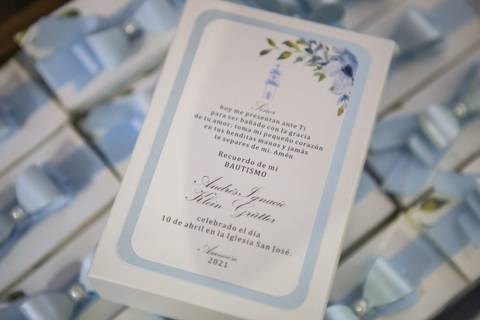 Señor
hoy me presentan ante Ti
para ser bañado con la gracia
de tu amor, toma mi pequeño corazón
en tus benditas manos y jamás
te separes de mi. Amén
Recuerdo de mi
BAUTISMO
Andrés Ignacio
Klein Grütter
celebrado el día
10 de abril en la Iglesia San José.
Asunción
2021